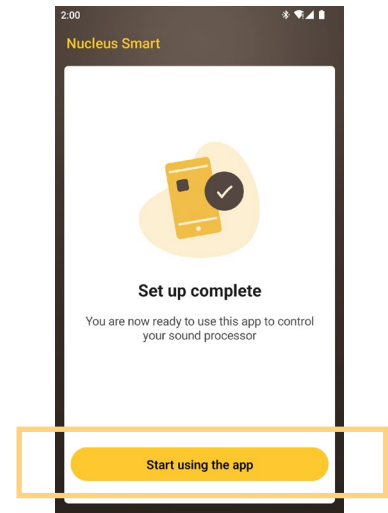 2:00
Nucleus Smart
Set up complete
You are now ready to use this app to control
your sound processor
Start using the app